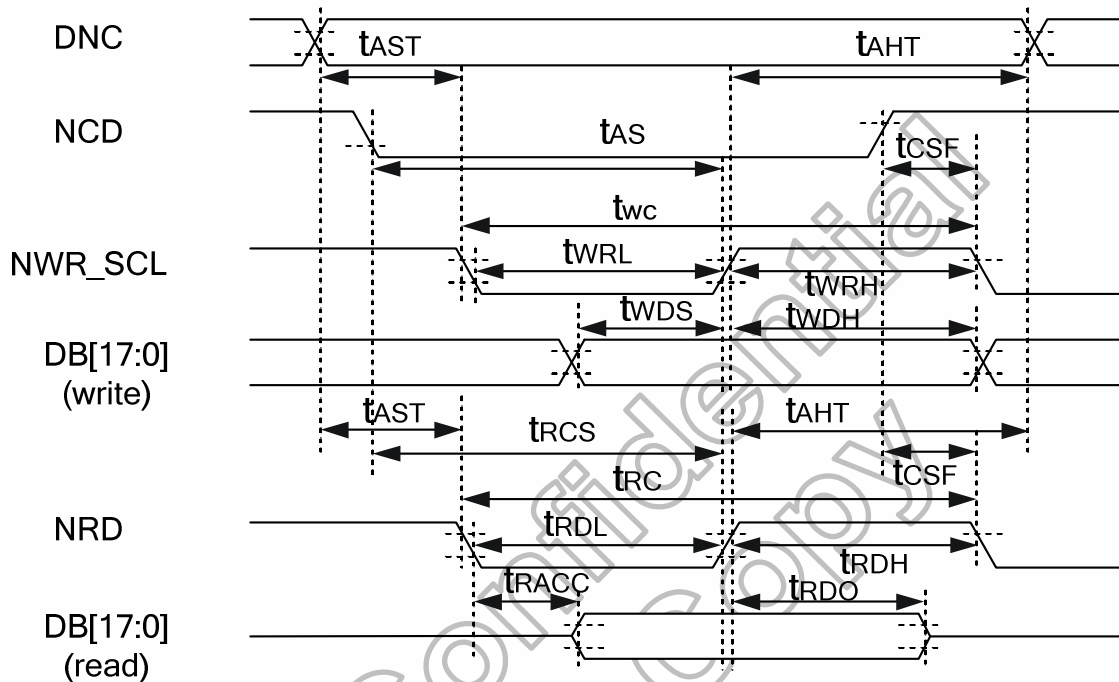 DNC
tAST
tAHT
NCD
tAS
tCSF
twc
NWR_SCL
tWRL
tWRH
tWDS
tWDH
DB[17:0]
(write)
tAST
tRCS
tAHT
tCSF
tRC
NRD
tRDL
tRDH
tRACC
tRDO
DB[17:0]
(read)
Confidential
Copy